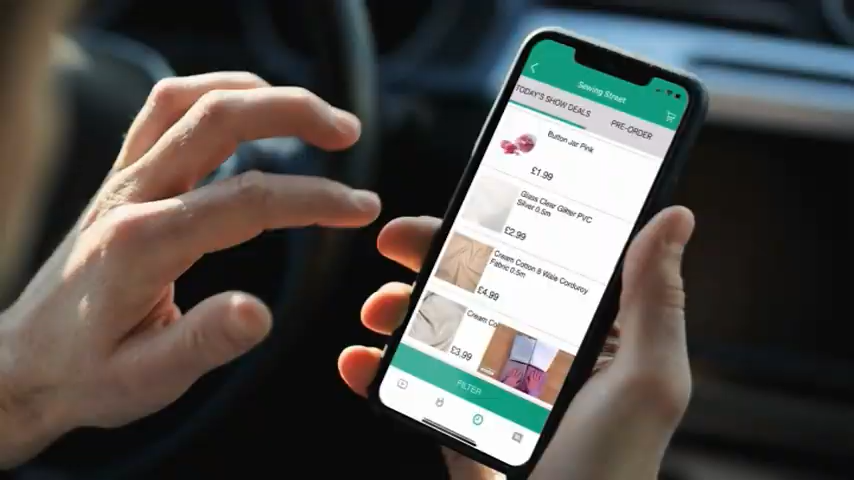 Sewing Street
TODAY'S SHOW DEALS
PRE-ORDER
Button Jar Pink
£1.99
Glass Clear Glitter PVC
Silver 0.5m
£2.99
Cream Cotton 8 Wale Corduroy
Fabric 0.5m
£4.99
Cream Co
£3.99
FILTER